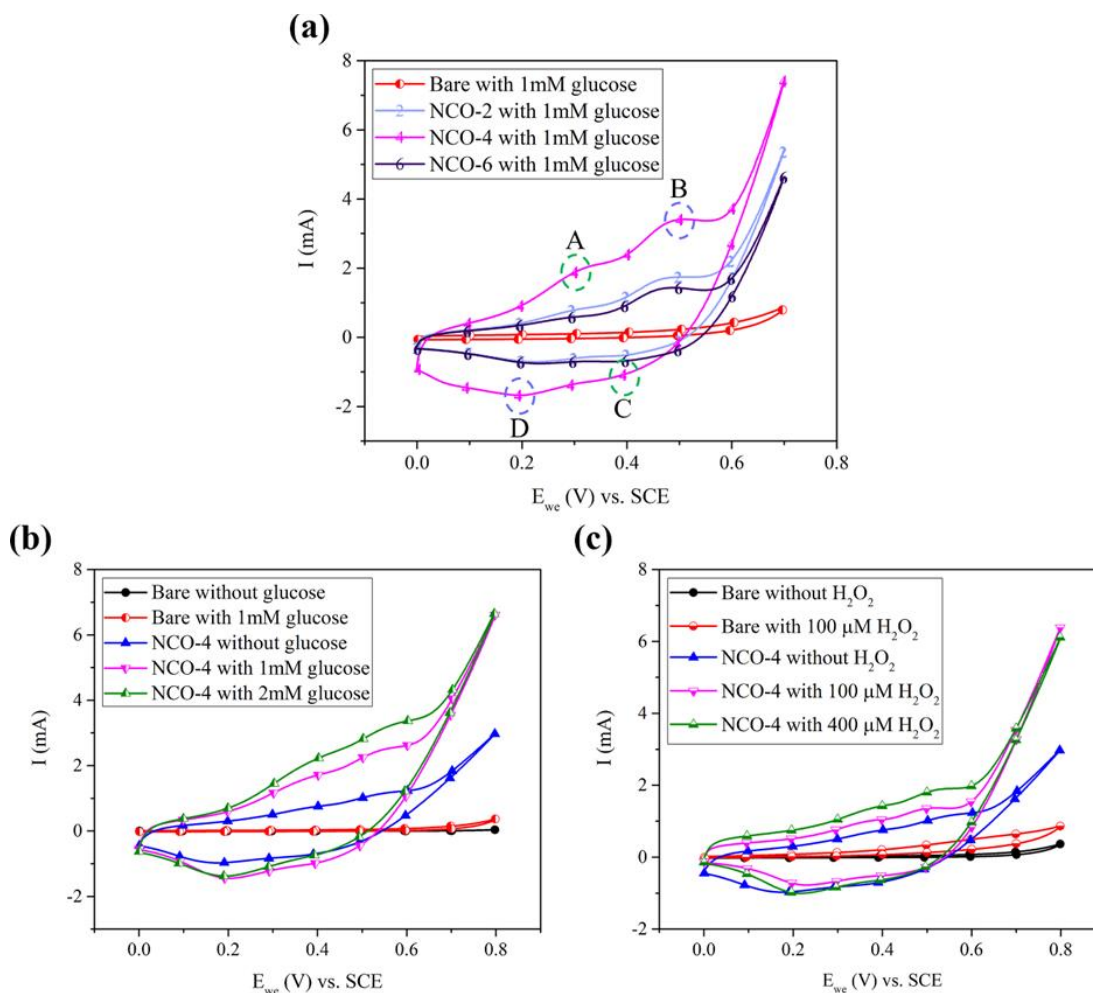 (a)
8
6
4
2
0
-2
I (mA)
Bare with 1mM glucose
2 NCO-2 with 1mM glucose
4 NCO-4 with 1mM glucose
6 NCO-6 with 1mM glucose
A
B
C
D
0.0 0.2 0.4 0.6 0.8
E_we (V) vs. SCE
(b)
8
6
4
2
0
-2
I (mA)
Bare without glucose
Bare with 1mM glucose
NCO-4 without glucose
NCO-4 with 1mM glucose
NCO-4 with 2mM glucose
0.0 0.2 0.4 0.6 0.8
E_we (V) vs. SCE
(c)
8
6
4
2
0
-2
I (mA)
Bare without H₂O₂
Bare with 100 µM H₂O₂
NCO-4 without H₂O₂
NCO-4 with 100 µM H₂O₂
NCO-4 with 400 µM H₂O₂
0.0 0.2 0.4 0.6 0.8
E_we (V) vs. SCE